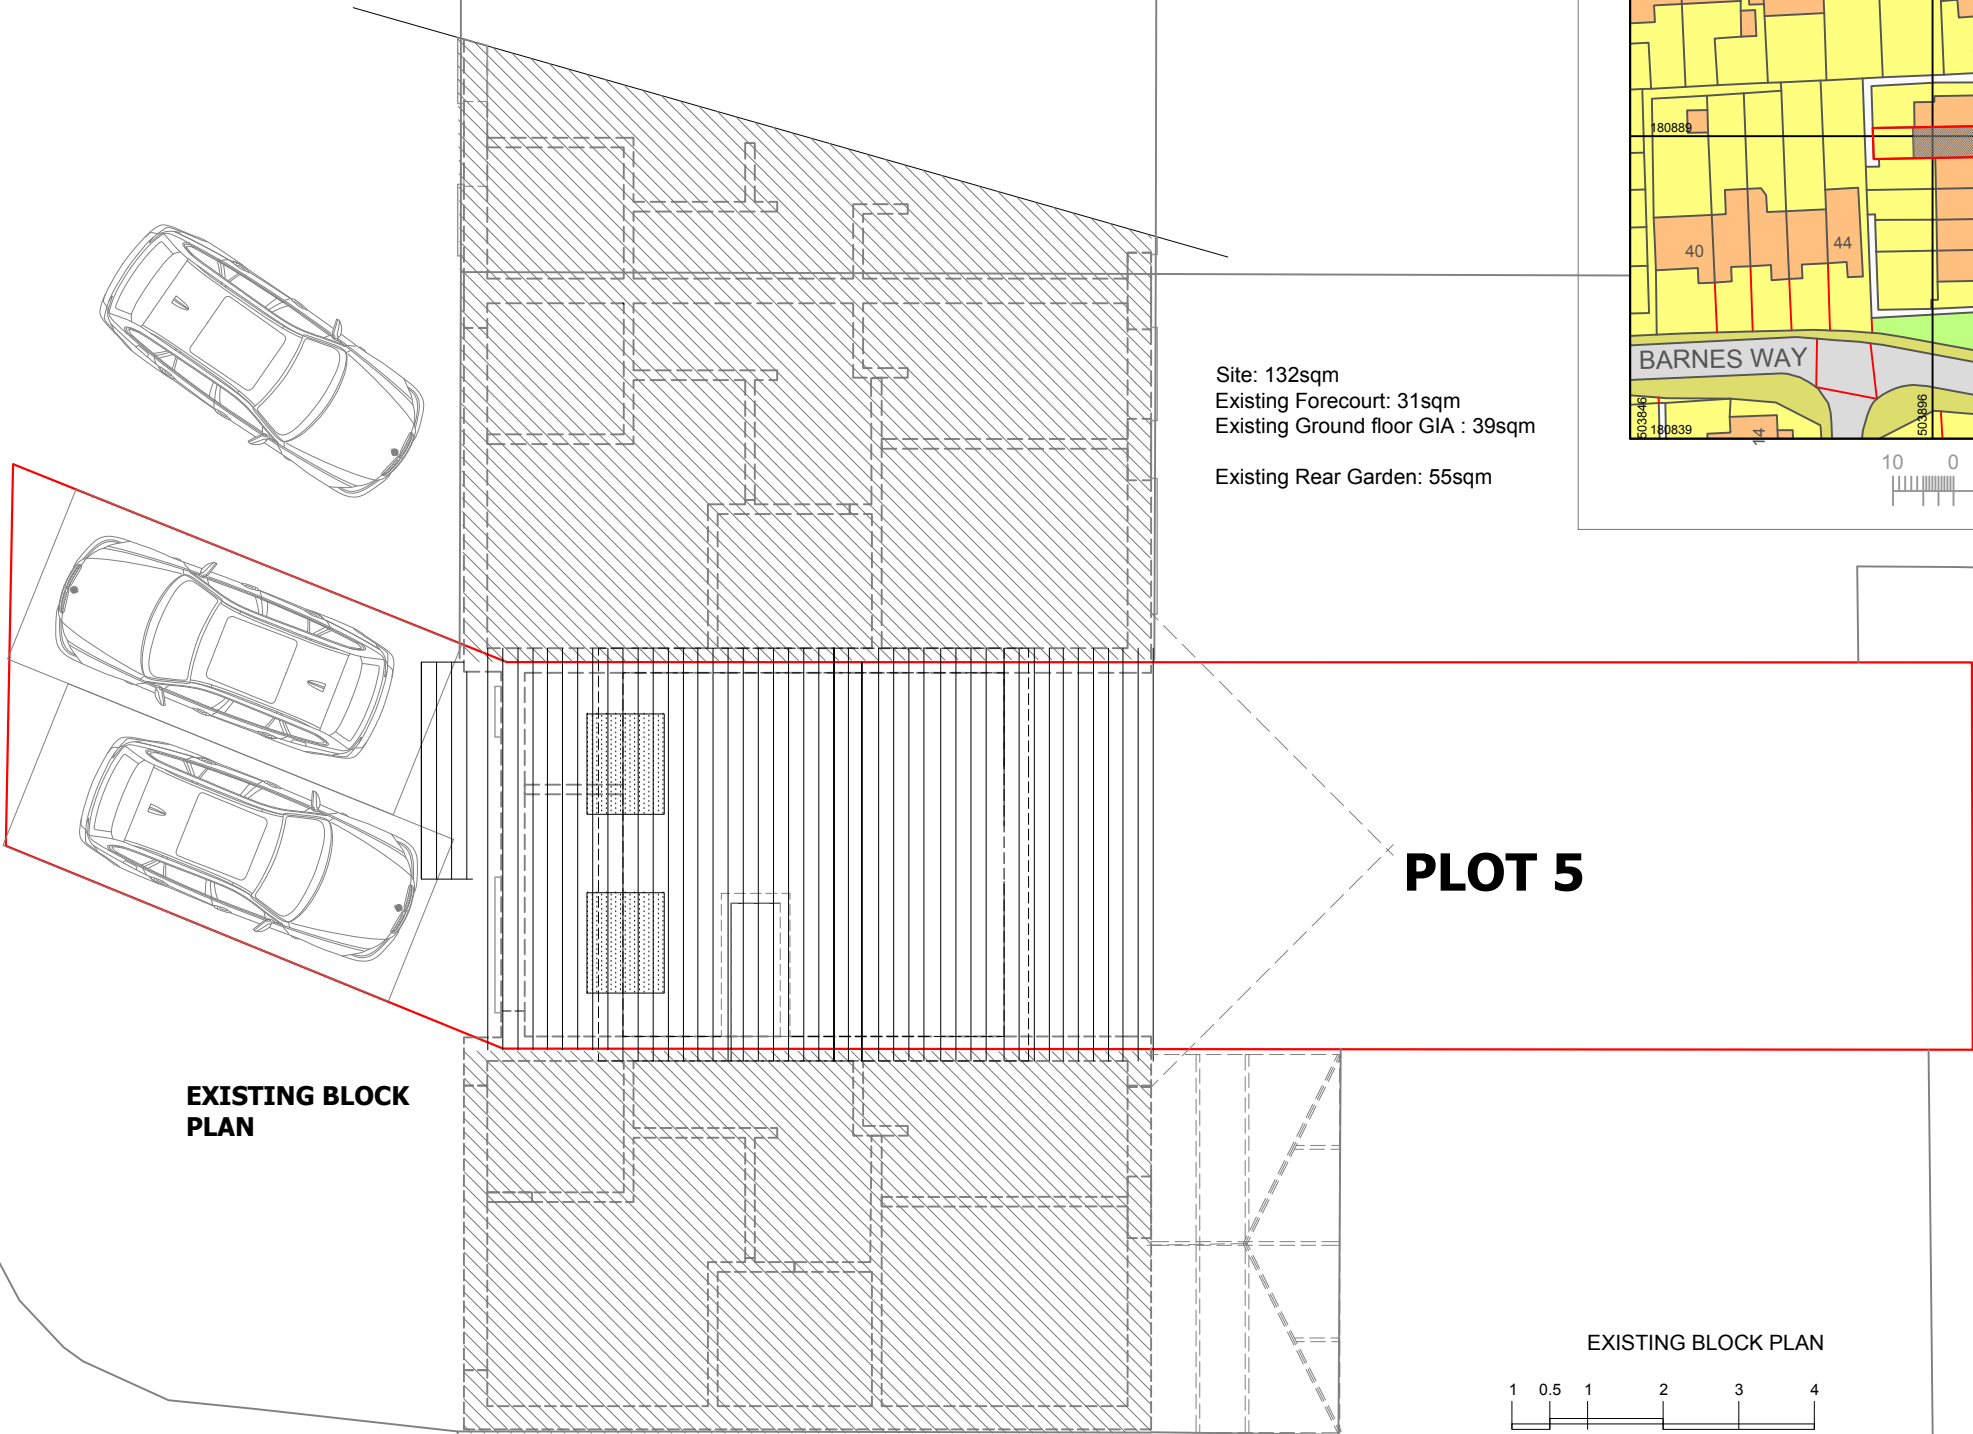 180889
40
44
BARNES WAY
503846
180839
14
503896
10 0
Site: 132sqm
Existing Forecourt: 31sqm
Existing Ground floor GIA : 39sqm
Existing Rear Garden: 55sqm
PLOT 5
EXISTING BLOCK
PLAN
EXISTING BLOCK PLAN
1 0.5 1 2 3 4